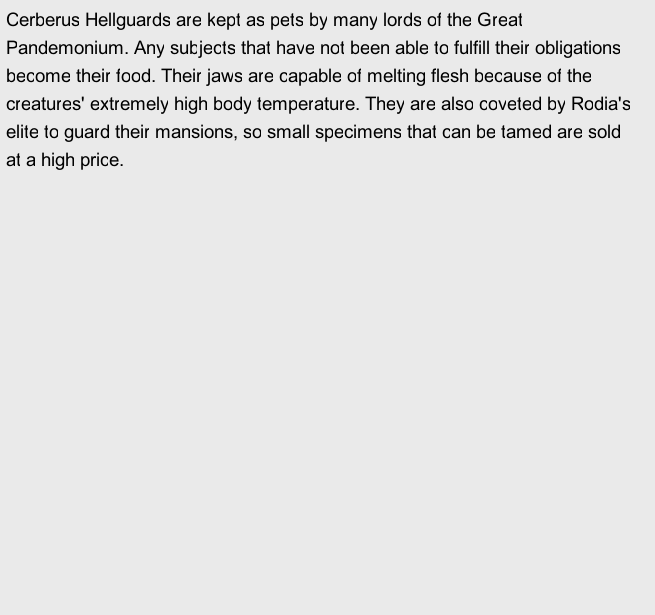 Cerberus Hellguards are kept as pets by many lords of the Great
Pandemonium. Any subjects that have not been able to fulfill their obligations
become their food. Their jaws are capable of melting flesh because of the
creatures' extremely high body temperature. They are also coveted by Rodia's
elite to guard their mansions, so small specimens that can be tamed are sold
at a high price.